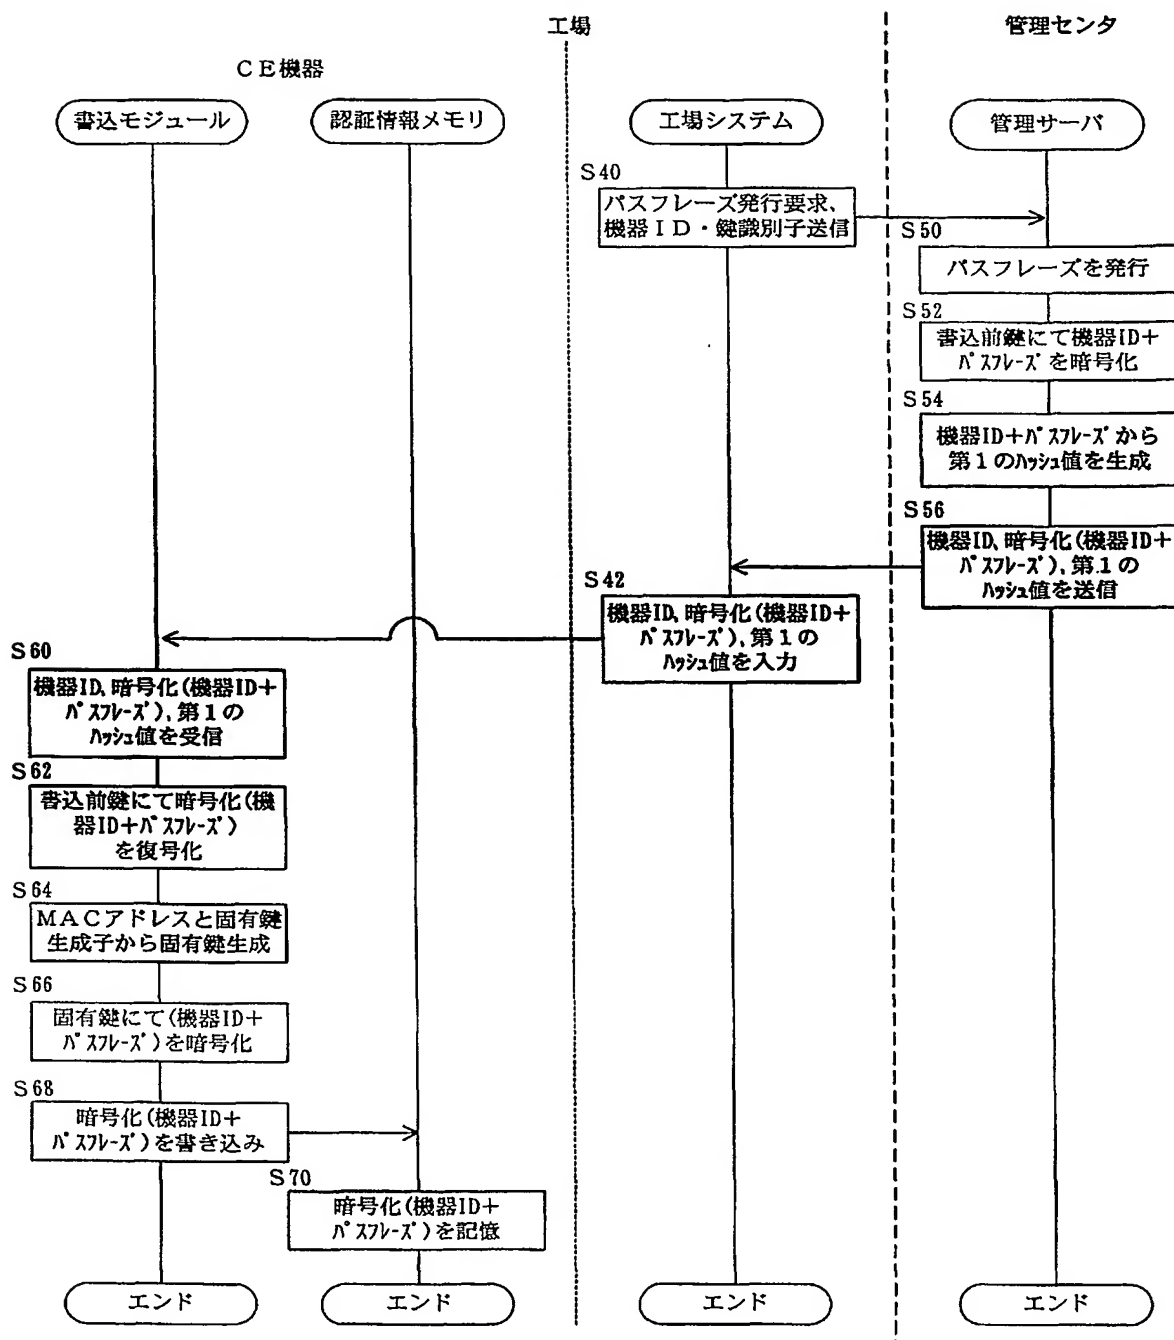 工場
管理センタ
CE機器
書込モジュール
認証情報メモリ
工場システム
管理サーバ
S40
パスフレーズ発行要求、
機器ID・鍵識別子送信
S50
パスフレーズを発行
S52
書込前鍵にて機器ID+
パスフレーズを暗号化
S54
機器ID+パスフレーズから
第1のハッシュ値を生成
S56
機器ID、暗号化(機器ID+
パスフレーズ), 第1の
ハッシュ値を送信
S42
機器ID、暗号化(機器ID+
パスフレーズ), 第1の
ハッシュ値を入力
S60
機器ID、暗号化(機器ID+
パスフレーズ), 第1の
ハッシュ値を受信
S62
書込前鍵にて暗号化(機
器ID+パスフレーズ)
を復号化
S64
MACアドレスと固有鍵
生成子から固有鍵生成
S66
固有鍵にて(機器ID+
パスフレーズ)を暗号化
S68
暗号化(機器ID+
パスフレーズ)を書き込み
S70
暗号化(機器ID+
パスフレーズ)を記憶
エンド
エンド
エンド
エンド